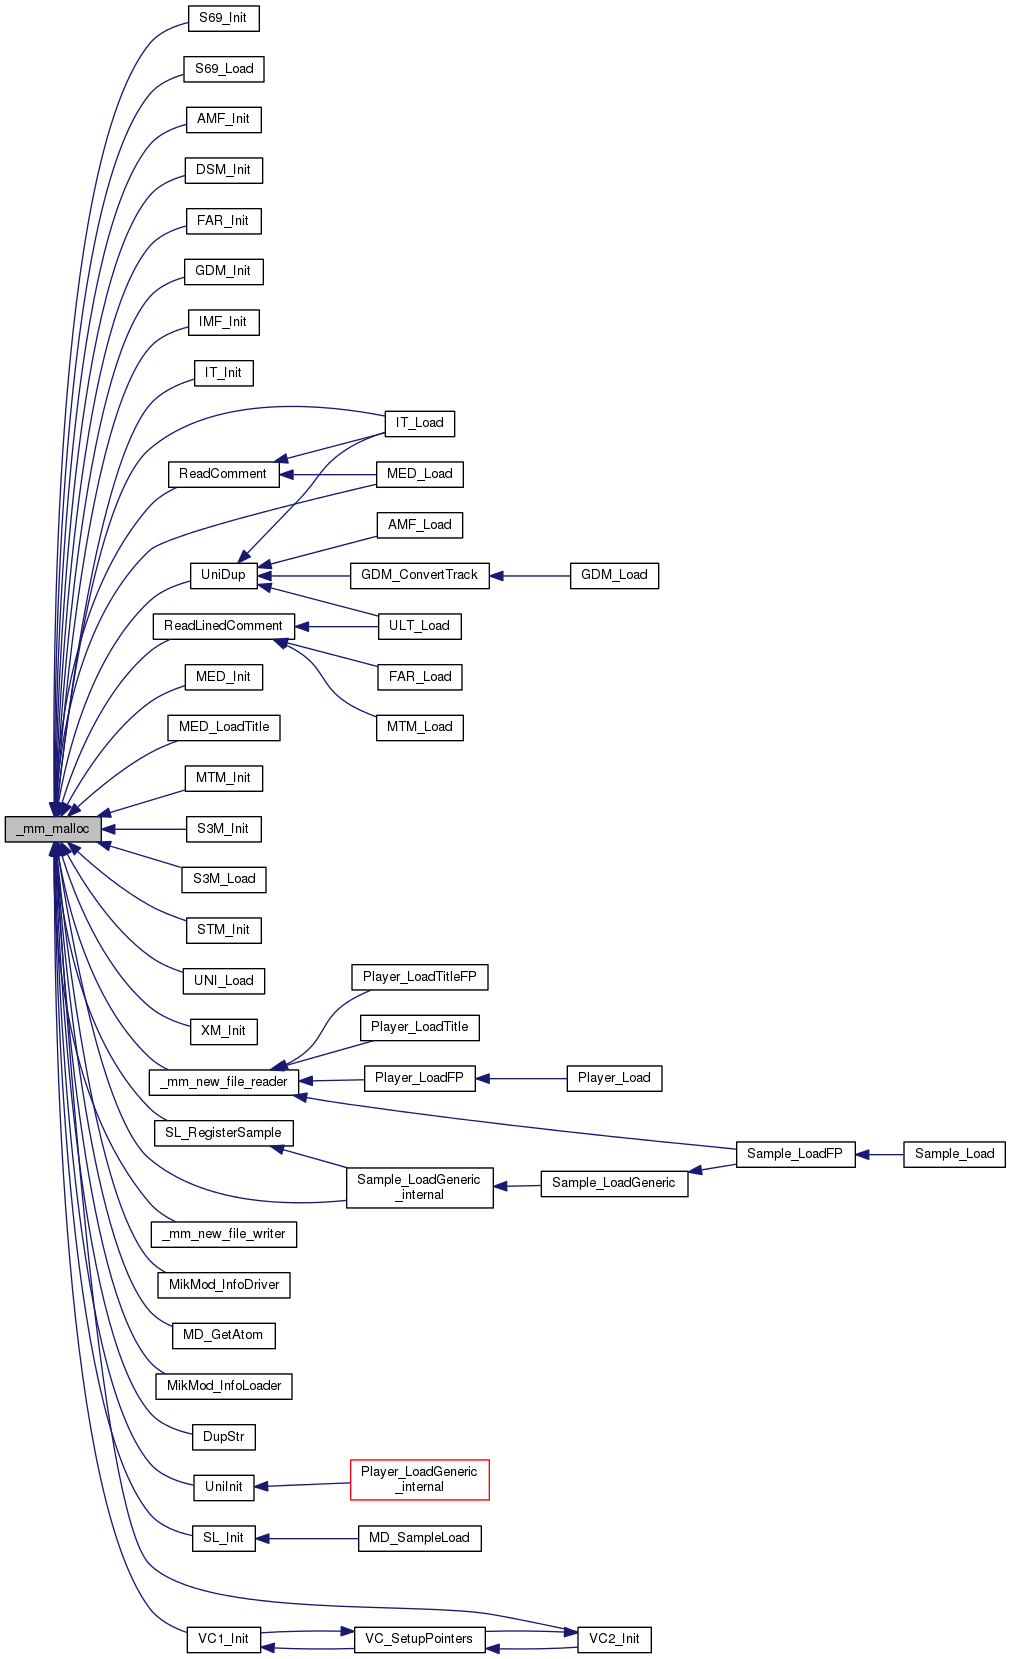 S69_Init
S69_Load
AMF_Init
DSM_Init
FAR_Init
GDM_Init
IMF_Init
IT_Init
IT_Load
ReadComment
MED_Load
AMF_Load
UniDup
GDM_ConvertTrack
GDM_Load
ReadLinedComment
ULT_Load
MED_Init
FAR_Load
MED_LoadTitle
MTM_Load
MTM_Init
_mm_malloc
S3M_Init
S3M_Load
STM_Init
UNI_Load
Player_LoadTitleFP
XM_Init
Player_LoadTitle
_mm_new_file_reader
Player_LoadFP
Player_Load
SL_RegisterSample
Sample_LoadFP
Sample_Load
Sample_LoadGeneric
_internal
Sample_LoadGeneric
_mm_new_file_writer
MikMod_InfoDriver
MD_GetAtom
MikMod_InfoLoader
DupStr
UniInit
Player_LoadGeneric
_internal
SL_Init
MD_SampleLoad
VC1_Init
VC_SetupPointers
VC2_Init